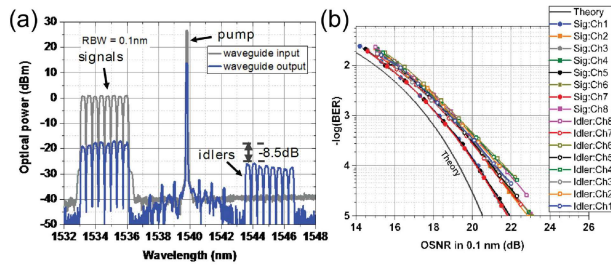 (a)
RBW = 0.1nm
signals
pump
waveguide input
waveguide output
idlers
-8.5dB
Optical power (dBm)
30
20
10
0
-10
-20
-30
-40
-50
1532 1534 1536 1538 1540 1542 1544 1546 1548
Wavelength (nm)
(b)
-log(BER)
2
3
4
5
14 16 18 20 22 24
OSNR in 0.1 nm (dB)
Theory
Theory
Sig:Ch1
Sig:Ch2
Sig:Ch3
Sig:Ch4
Sig:Ch5
Sig:Ch6
Sig:Ch7
Sig:Ch8
Idler:Ch8
Idler:Ch7
Idler:Ch6
Idler:Ch5
Idler:Ch4
Idler:Ch3
Idler:Ch2
Idler:Ch1